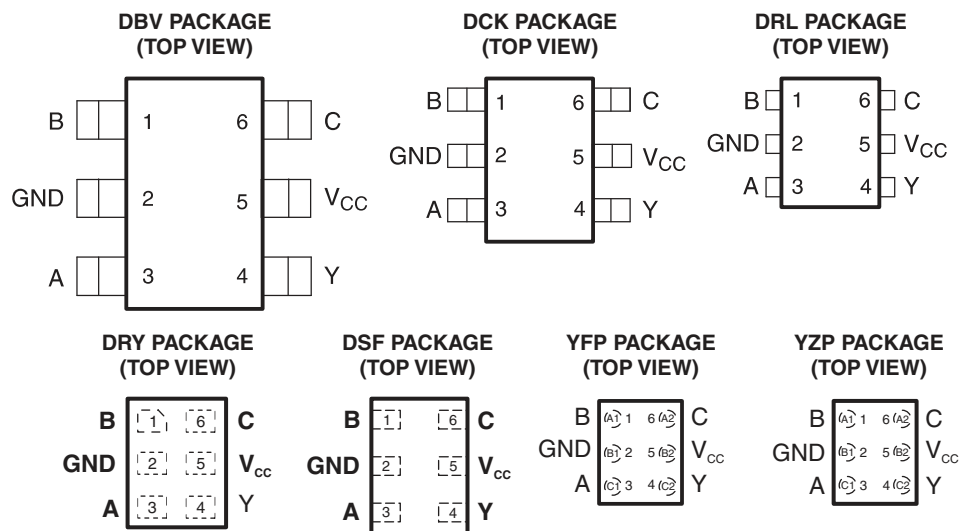 DBV PACKAGE
(TOP VIEW)
B 1 6 C
GND 2 5 VCC
A 3 4 Y
DCK PACKAGE
(TOP VIEW)
B 1 6 C
GND 2 5 VCC
A 3 4 Y
DRL PACKAGE
(TOP VIEW)
B 1 6 C
GND 2 5 VCC
A 3 4 Y
DRY PACKAGE
(TOP VIEW)
B 1 6 C
GND 2 5 Vcc
A 3 4 Y
DSF PACKAGE
(TOP VIEW)
B 1 6 C
GND 2 5 Vcc
A 3 4 Y
YFP PACKAGE
(TOP VIEW)
B A1 1 6 A2 C
GND B1 2 5 B2 VCC
A C1 3 4 C2 Y
YZP PACKAGE
(TOP VIEW)
B A1 1 6 A2 C
GND B1 2 5 B2 VCC
A C1 3 4 C2 Y